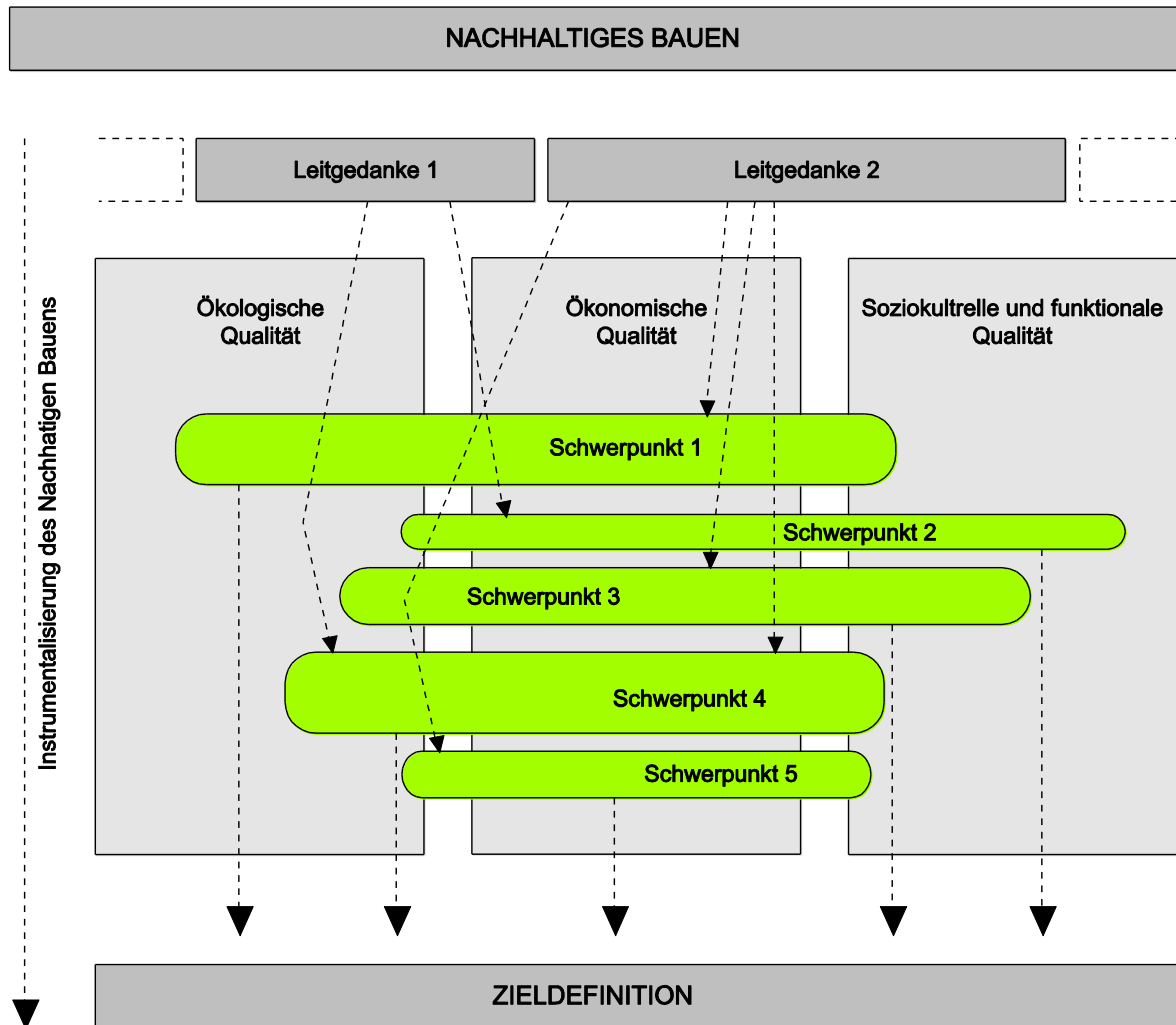 NACHHALTIGES BAUEN
Leitgedanke 1
Leitgedanke 2
Instrumentalisierung des Nachhatigen Bauens
Ökologische
Qualität
Ökonomische
Qualität
Soziokultrelle und funktionale
Qualität
Schwerpunkt 1
Schwerpunkt 2
Schwerpunkt 3
Schwerpunkt 4
Schwerpunkt 5
ZIELDEFINITION